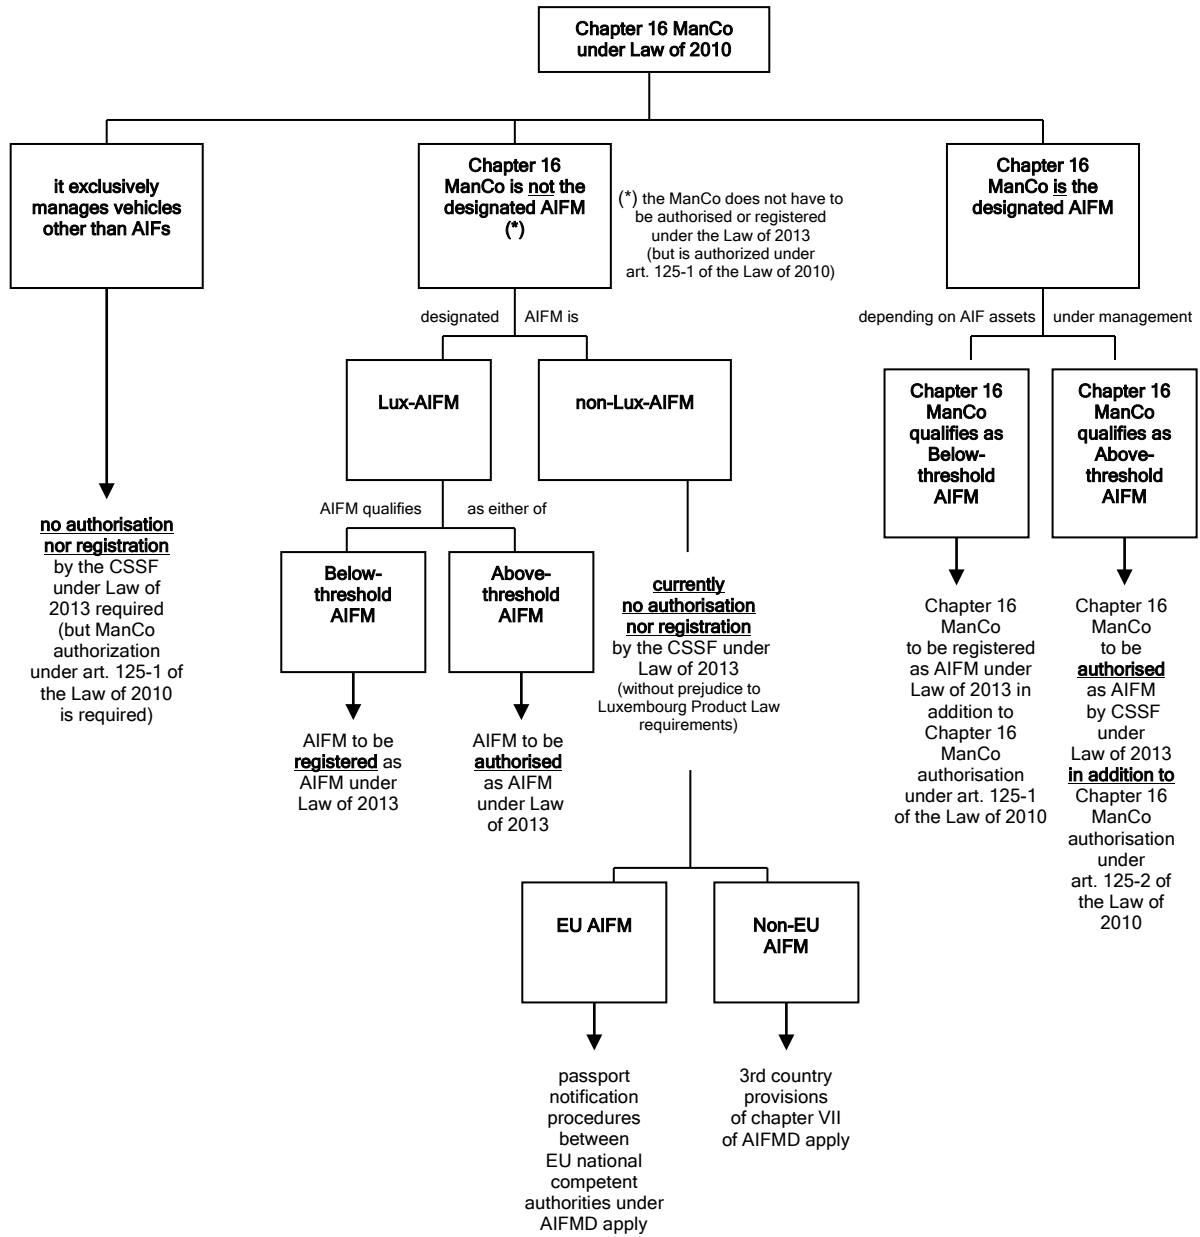 Chapter 16 ManCo
under Law of 2010
it exclusively
manages vehicles
other than AIFs
Chapter 16
ManCo is not the
designated AIFM
(*)
(*) the ManCo does not have to
be authorised or registered
under the Law of 2013
(but is authorized under
art. 125-1 of the Law of 2010)
Chapter 16
ManCo is the
designated AIFM
designated AIFM is
depending on AIF assets under management
Lux-AIFM
non-Lux-AIFM
Chapter 16
ManCo
qualifies as
Below-
threshold
AIFM
Chapter 16
ManCo
qualifies as
Above-
threshold
AIFM
AIFM qualifies as either of
no authorisation
nor registration
by the CSSF
under Law of
2013 required
(but ManCo
authorization
under art. 125-1 of
the Law of 2010
is required)
Below-
threshold
AIFM
Above-
threshold
AIFM
currently
no authorisation
nor registration
by the CSSF under
Law of 2013
(without prejudice to
Luxembourg Product Law
requirements)
Chapter 16
ManCo
to be registered
as AIFM under
Law of 2013 in
addition to
Chapter 16
ManCo
authorisation
under art. 125-1
of the Law of 2010
Chapter 16
ManCo
to be
authorised
as AIFM
by CSSF
under
Law of 2013
in addition to
Chapter 16
ManCo
authorisation
under
art. 125-2 of
the Law of
2010
AIFM to be
registered as
AIFM under
Law of 2013
AIFM to be
authorised
as AIFM
under Law
of 2013
EU AIFM
Non-EU
AIFM
passport
notification
procedures
between
EU national
competent
authorities under
AIFMD apply
3rd country
provisions
of chapter VII
of AIFMD apply